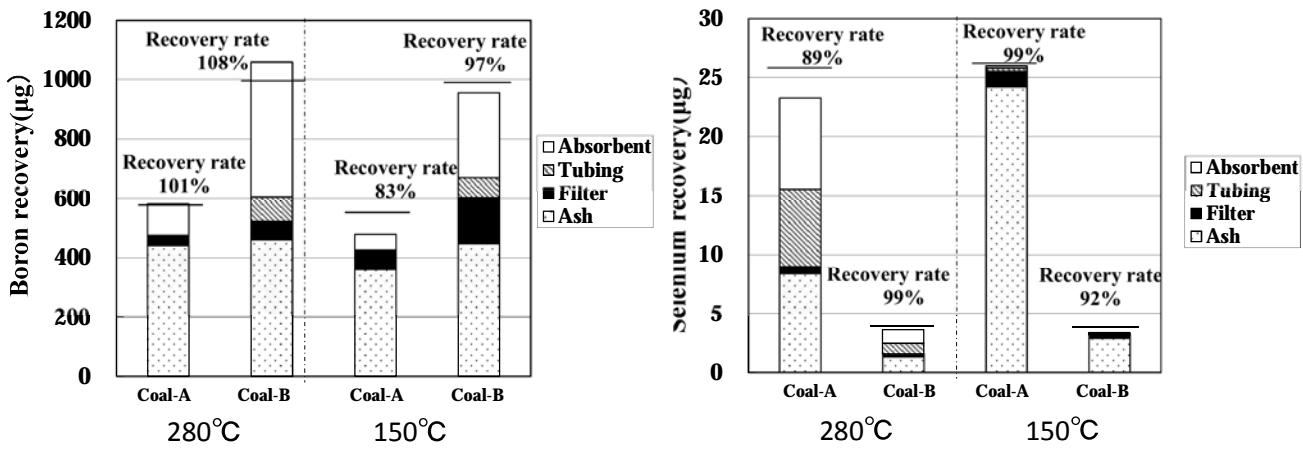 1200
1000
800
600
400
200
0
Boron recovery(µg)
Recovery rate
108%
Recovery rate
97%
Recovery rate
101%
Recovery rate
83%
Absorbent
Tubing
Filter
Ash
Coal-A
Coal-B
Coal-A
Coal-B
280℃
150℃
30
25
20
15
10
5
0
Selenium recovery(µg)
Recovery rate
89%
Recovery rate
99%
Recovery rate
99%
Recovery rate
92%
Absorbent
Tubing
Filter
Ash
Coal-A
Coal-B
Coal-A
Coal-B
280℃
150℃